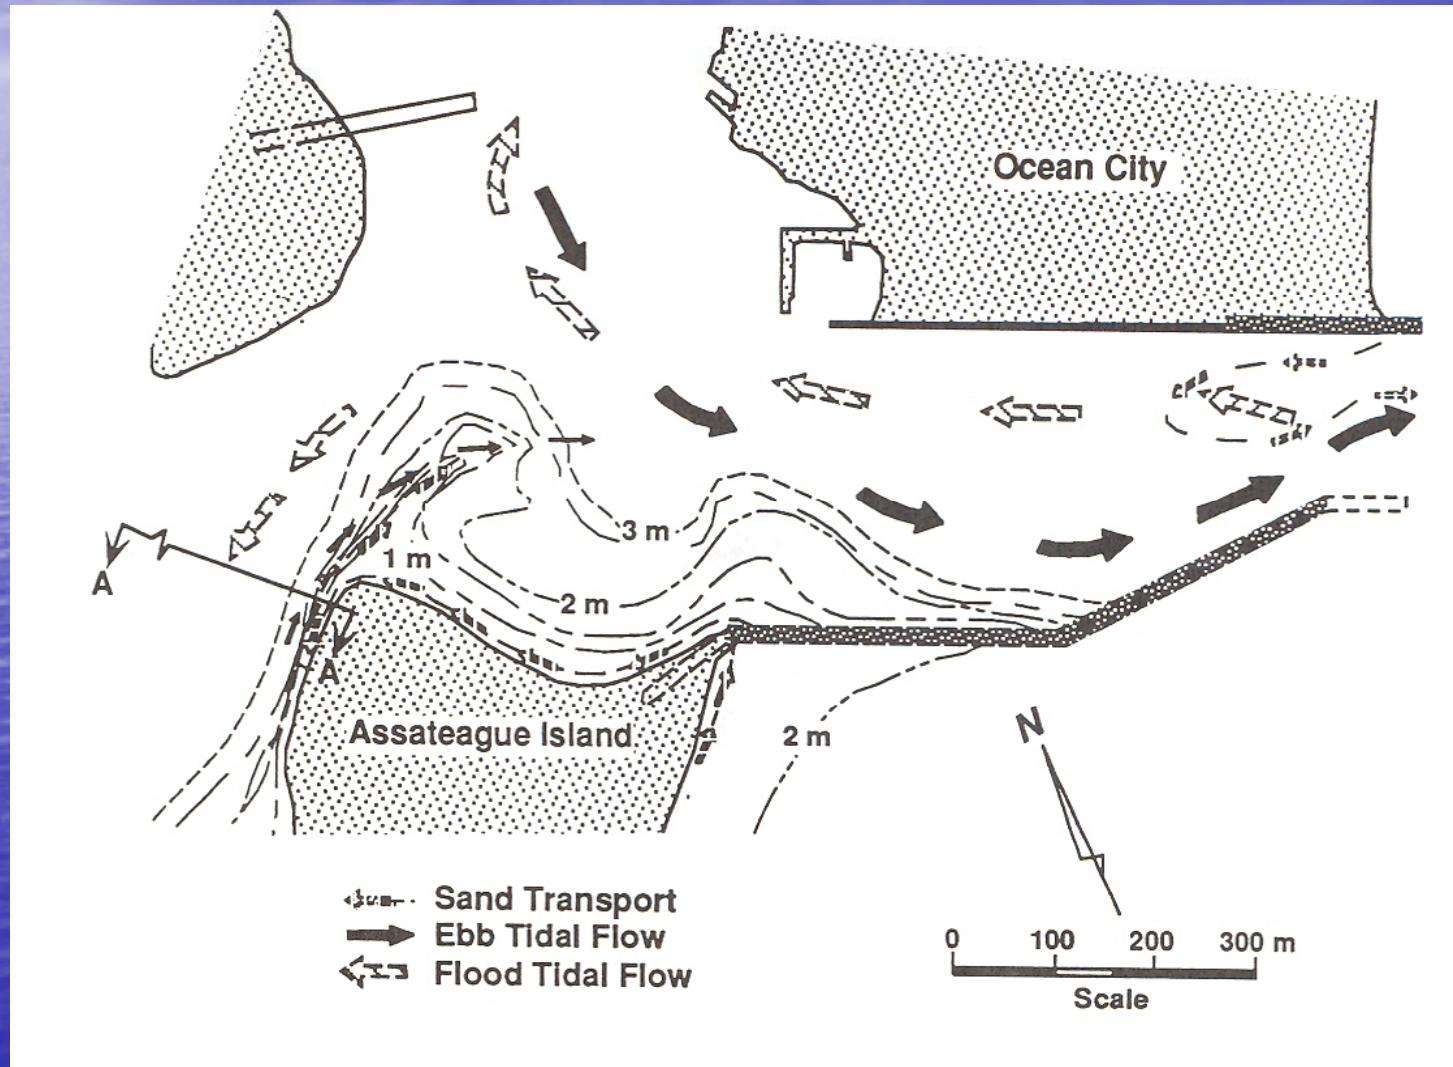 Ocean City
3 m
1 m
A
2 m
A
Assateague Island
2 m
N
Sand Transport
Ebb Tidal Flow
Flood Tidal Flow
0 100 200 300 m
Scale